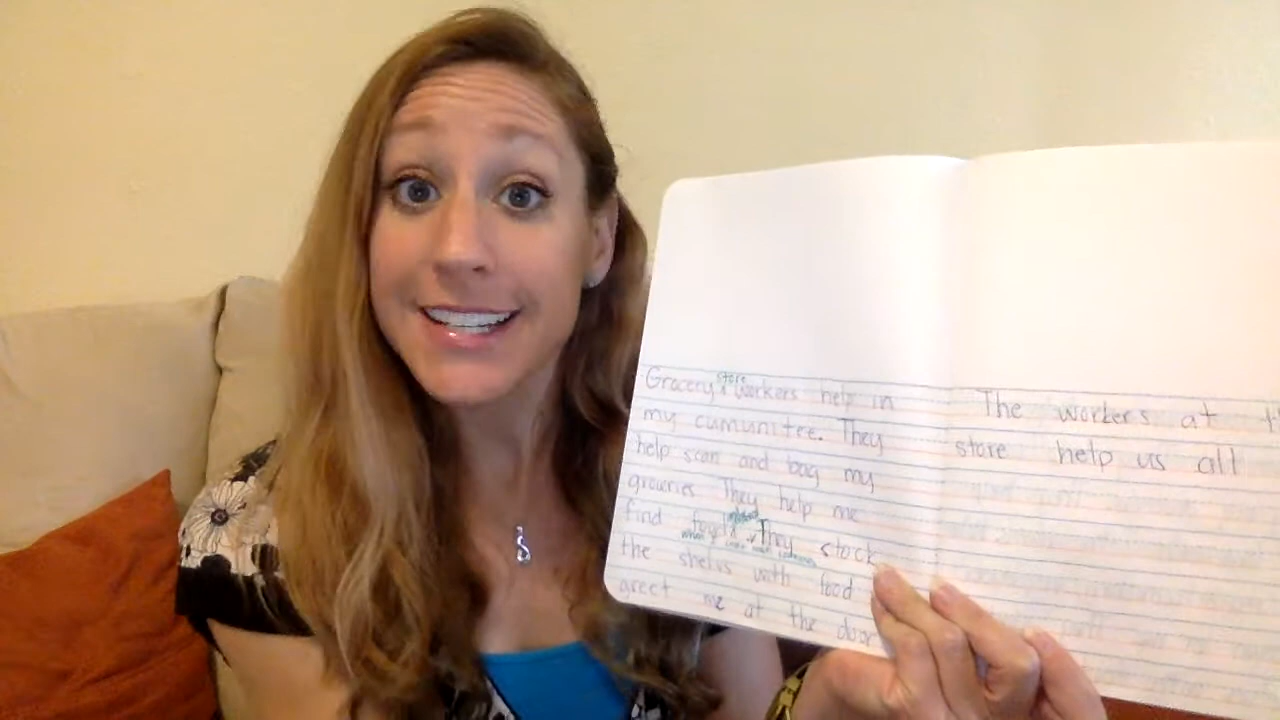 store
Grocery workers help in
my cumunitee. They
help scan and bag my
groceries They help me
find food They stock
the shelvs with food
greet me at the door
The workers at
store help us all